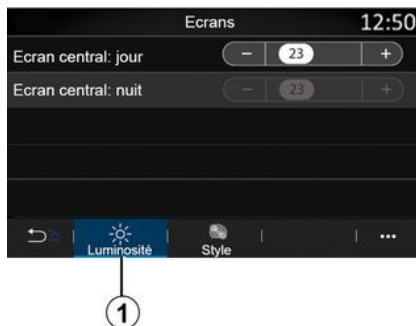 Ecrans 12:50
Ecran central: jour - 23 +
Ecran central: nuit - 23 +
Luminosité Style ...
1